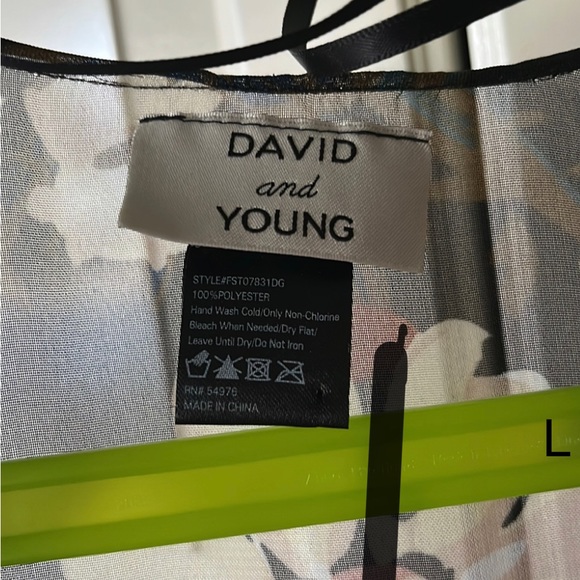 DAVID
and
YOUNG
STYLE#FST07831DG
100%POLYESTER
Hand Wash Cold/Only Non-Chlorine
Bleach When Needed/Dry Flat/
Leave Until Dry/Do Not Iron
RN# 54976
MADE IN CHINA
L